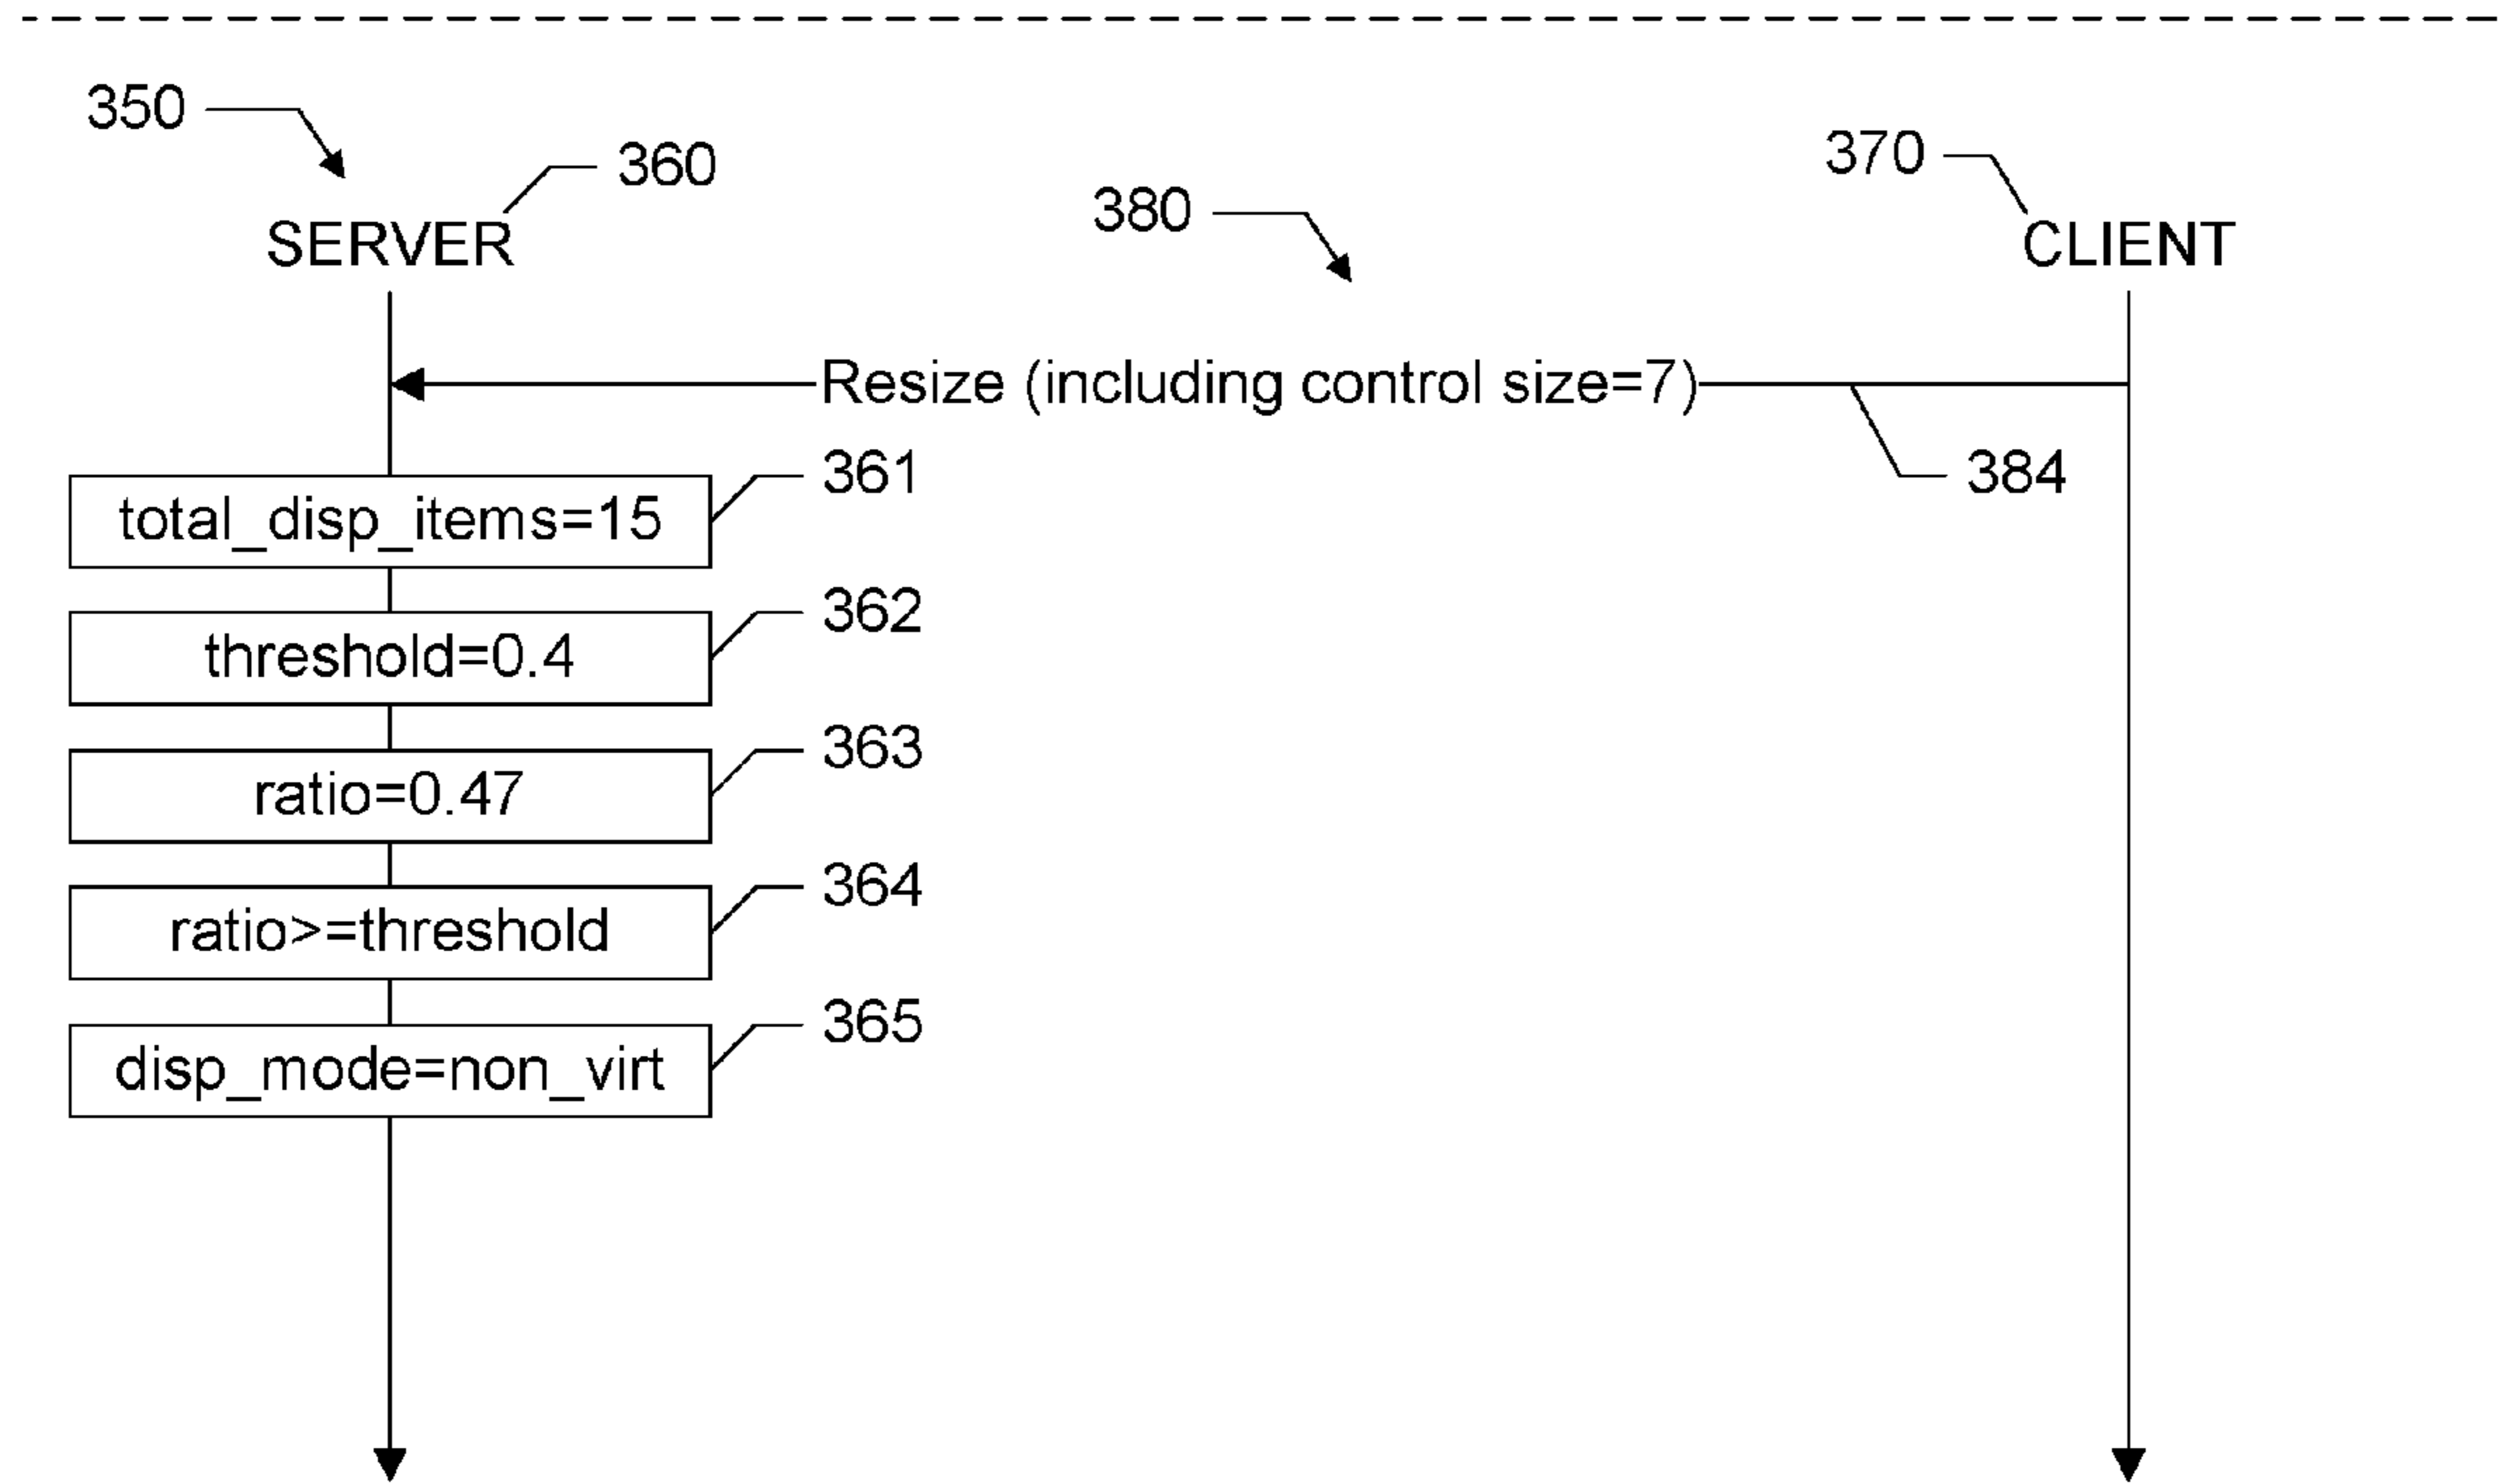 350
360
370
380
SERVER
CLIENT
Resize (including control size=7)
384
361
total_disp_items=15
362
threshold=0.4
363
ratio=0.47
364
ratio>=threshold
365
disp_mode=non_virt